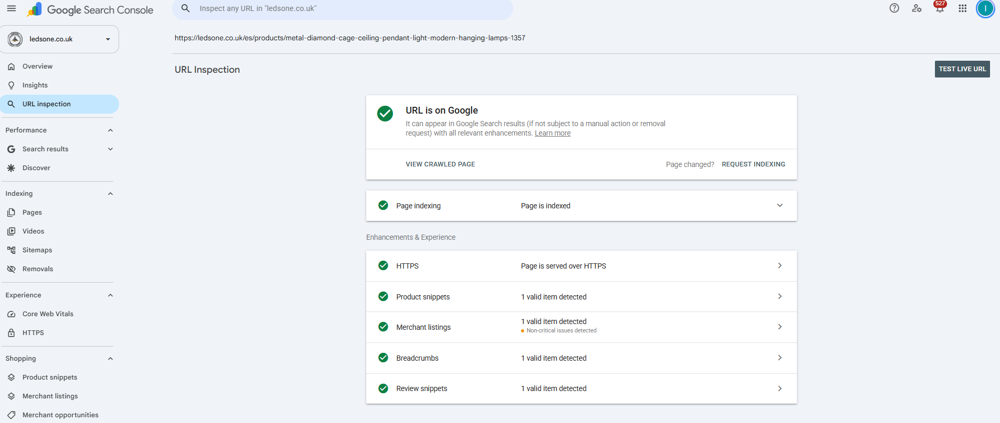 Google Search Console
Inspect any URL in "ledsone.co.uk"
527
I
ledsone.co.uk
https://ledsone.co.uk/es/products/metal-diamond-cage-ceiling-pendant-light-modern-hanging-lamps-1357
Overview
Insights
URL inspection
Performance
Search results
Discover
Indexing
Pages
Videos
Sitemaps
Removals
Experience
Core Web Vitals
HTTPS
Shopping
Product snippets
Merchant listings
Merchant opportunities
URL Inspection
TEST LIVE URL
URL is on Google
It can appear in Google Search results (if not subject to a manual action or removal
request) with all relevant enhancements. Learn more
VIEW CRAWLED PAGE
Page changed? REQUEST INDEXING
Page indexing Page is indexed
Enhancements & Experience
HTTPS Page is served over HTTPS
Product snippets 1 valid item detected
Merchant listings 1 valid item detected
Non-critical issues detected
Breadcrumbs 1 valid item detected
Review snippets 1 valid item detected